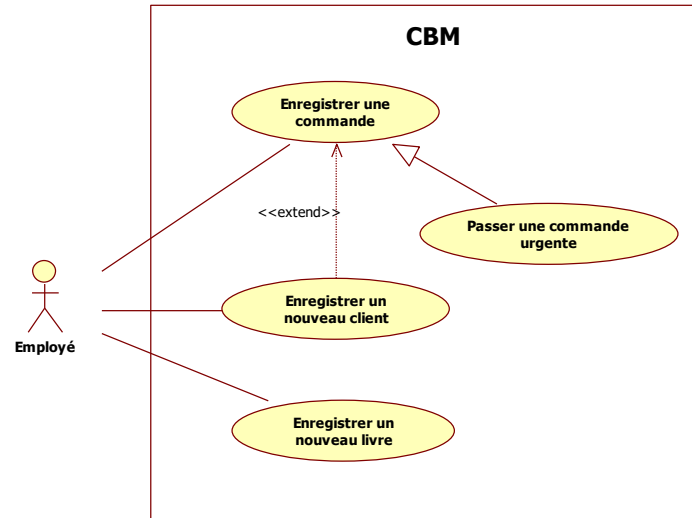 CBM
Enregistrer une
commande
<<extend>>
Passer une commande
urgente
Enregistrer un
nouveau client
Employé
Enregistrer un
nouveau livre